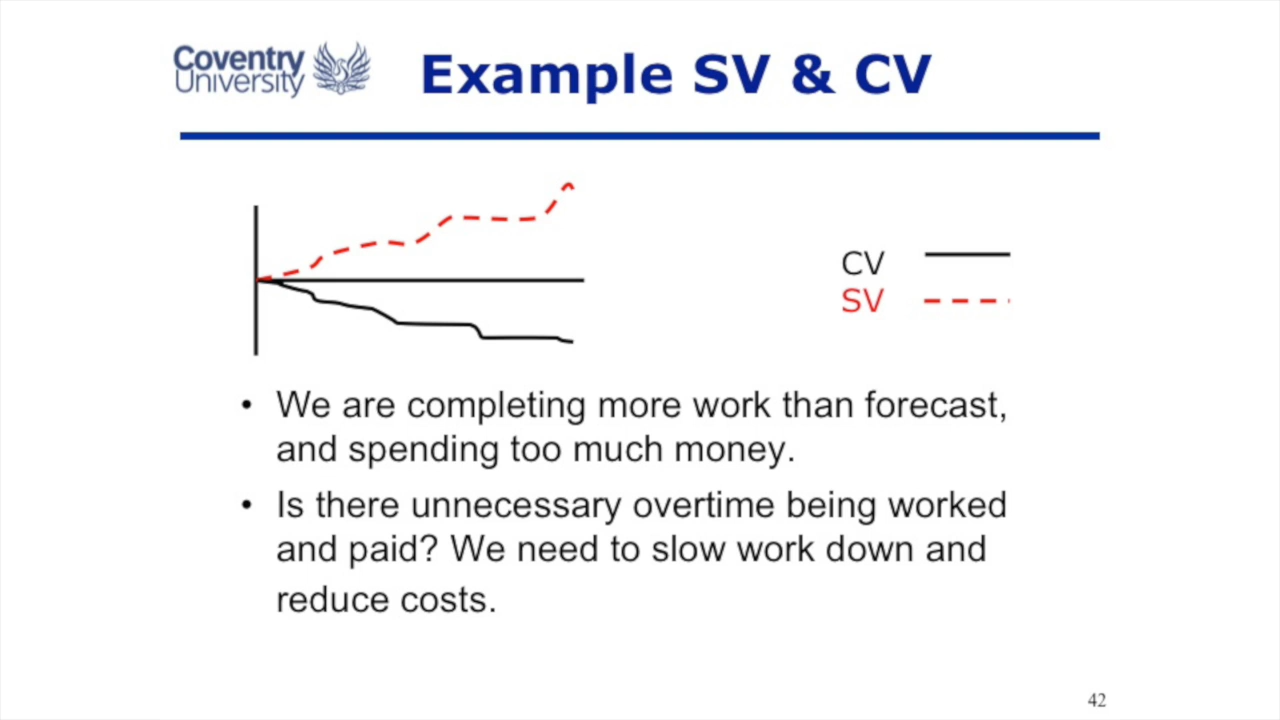 Coventry
University
Example SV & CV
CV
SV
• We are completing more work than forecast,
and spending too much money.
• Is there unnecessary overtime being worked
and paid? We need to slow work down and
reduce costs.
42